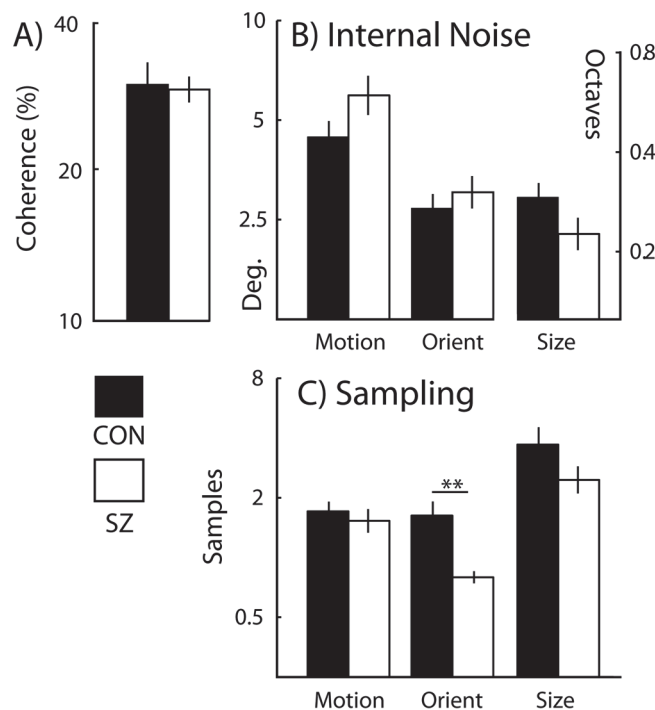 A)
40
Coherence (%)
20
10
B) Internal Noise
10
5
2.5
Deg.
Octaves
0.8
0.4
0.2
Motion Orient Size
CON
SZ
C) Sampling
8
2
0.5
Samples
**
Motion Orient Size